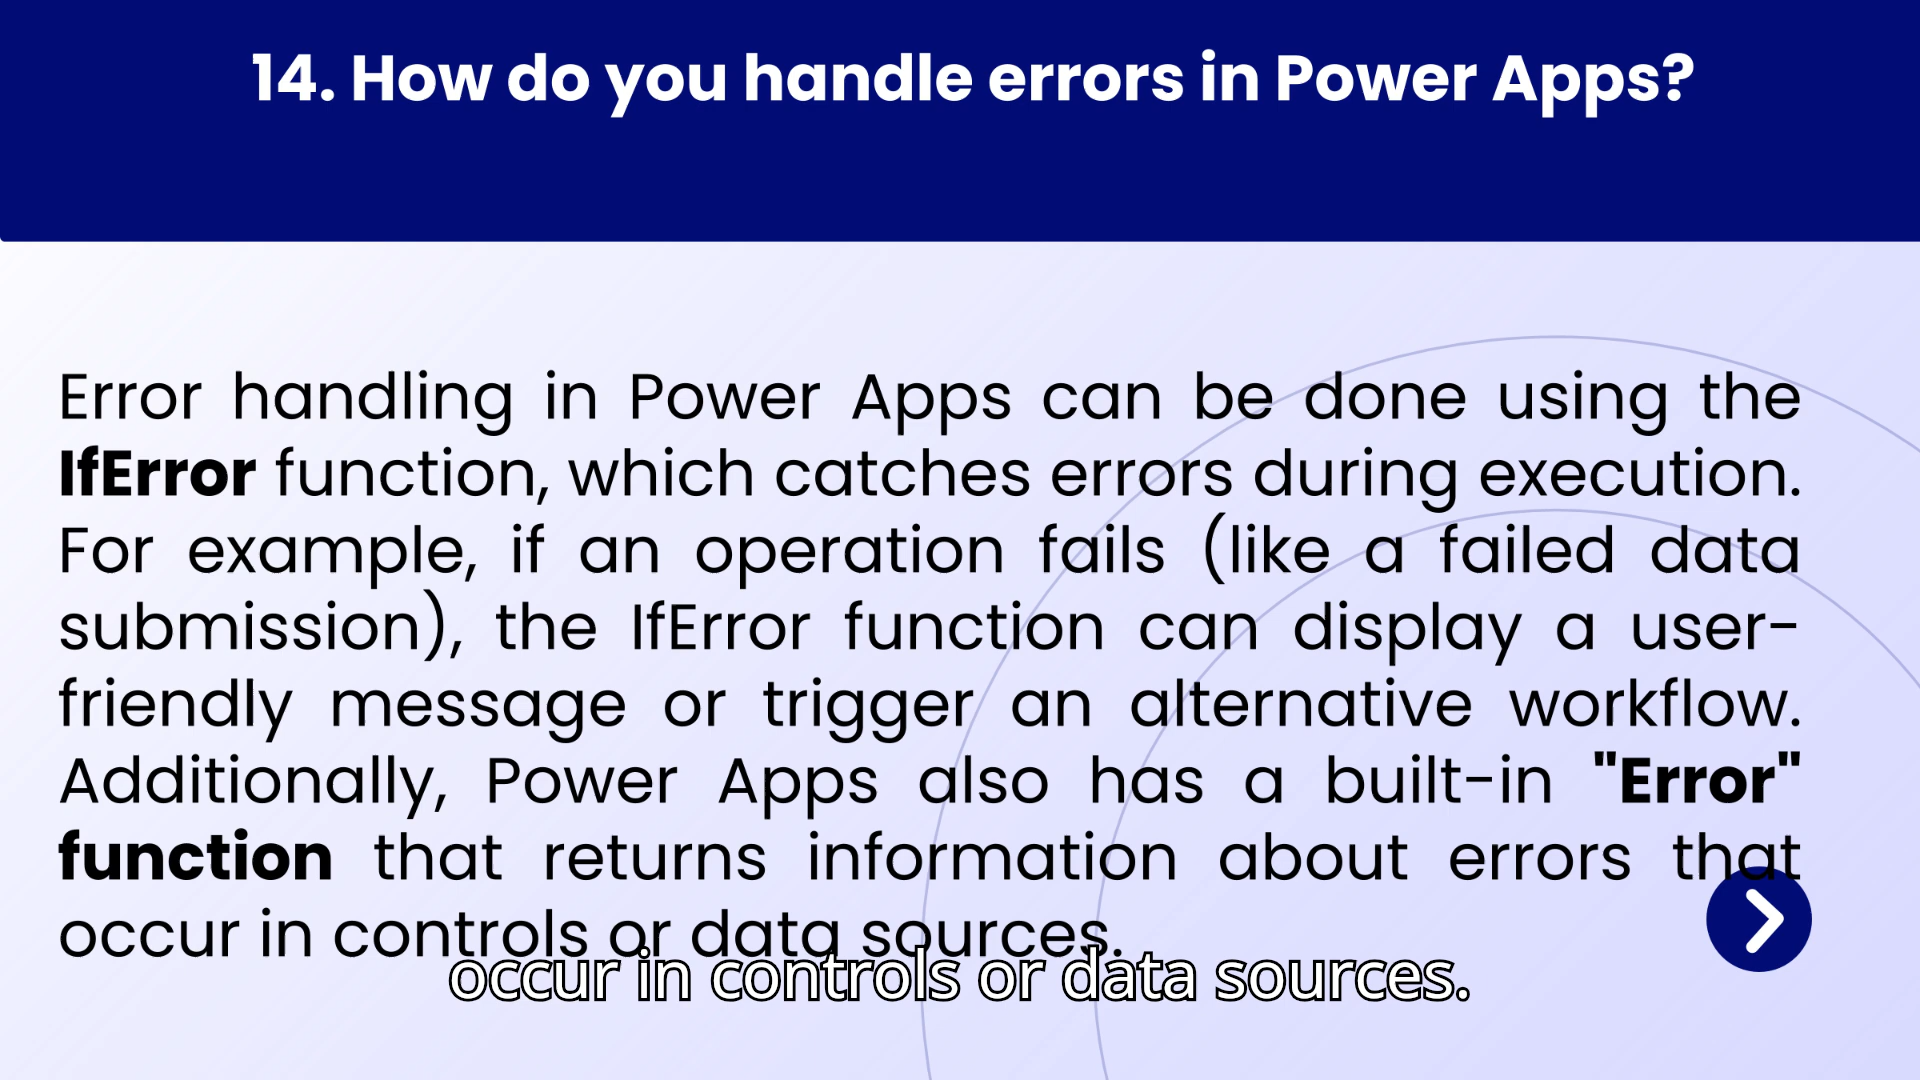 14. How do you handle errors in Power Apps?
Error handling in Power Apps can be done using the
IfError function, which catches errors during execution.
For example, if an operation fails (like a failed data
submission), the IfError function can display a user-
friendly message or trigger an alternative workflow.
Additionally, Power Apps also has a built-in "Error"
function that returns information about errors that
occur in controls or data sources.
occur in controls or data sources.